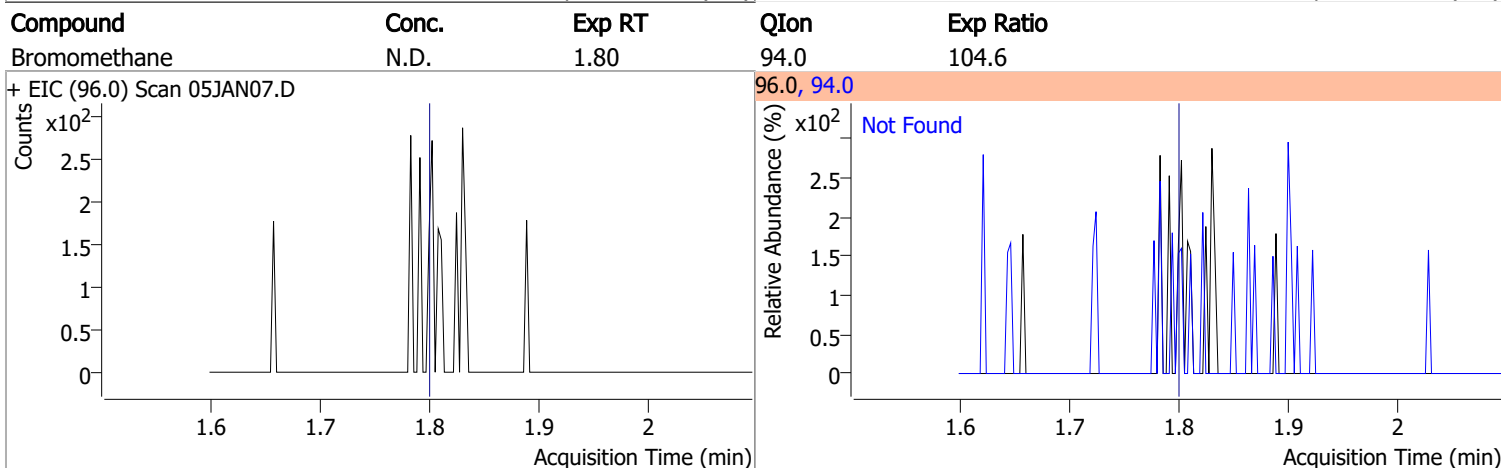 Compound Conc. Exp RT QIon Exp Ratio
Bromomethane N.D. 1.80 94.0 104.6
+ EIC (96.0) Scan 05JAN07.D
Counts
x10²
2.5
2
1.5
1
0.5
0
1.6 1.7 1.8 1.9 2
Acquisition Time (min)
96.0, 94.0
Relative Abundance (%)
x10²
Not Found
2.5
2
1.5
1
0.5
0
1.6 1.7 1.8 1.9 2
Acquisition Time (min)